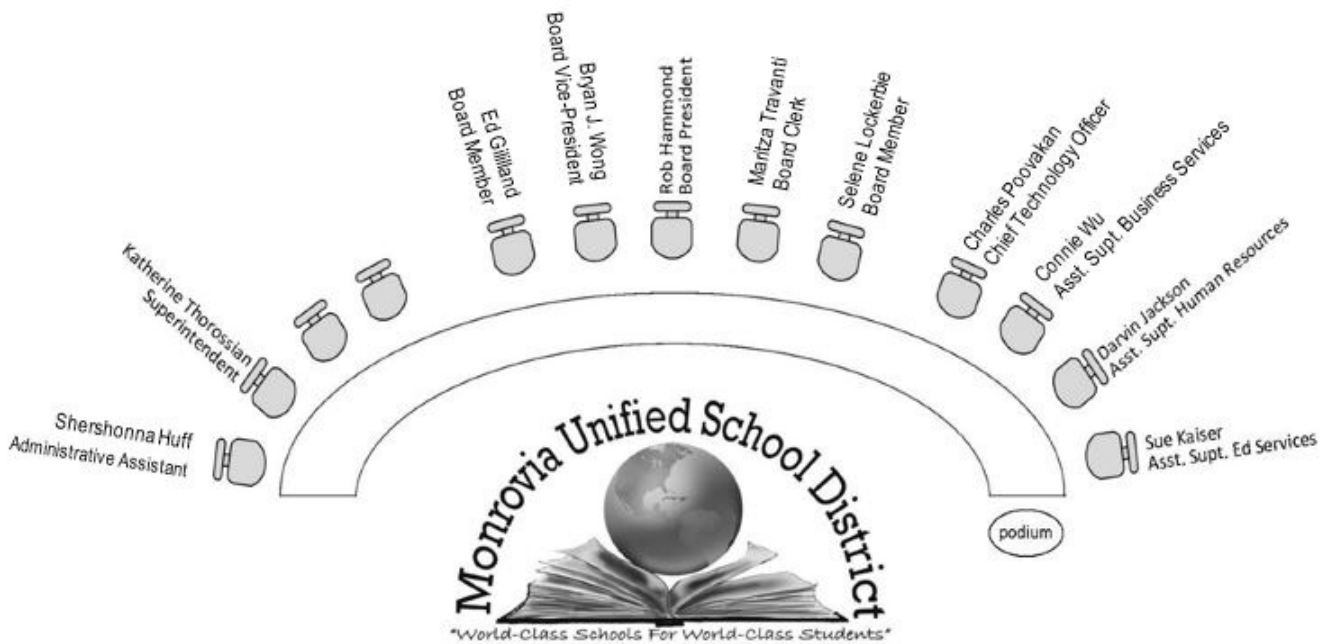 Shershonna Huff
Administrative Assistant
Katherine Thorossian
Superintendent
Ed Gililland
Board Member
Bryan J. Wong
Board Vice-President
Rob Hammond
Board President
Maritza Travanti
Board Clerk
Selene Lockerbie
Board Member
Charles Poovakan
Chief Technology Officer
Connie Wu
Asst. Supt. Business Services
Darvin Jackson
Asst. Supt. Human Resources
Sue Kaiser
Asst. Supt. Ed Services
podium
Monrovia Unified School District
"World-Class Schools For World-Class Students"